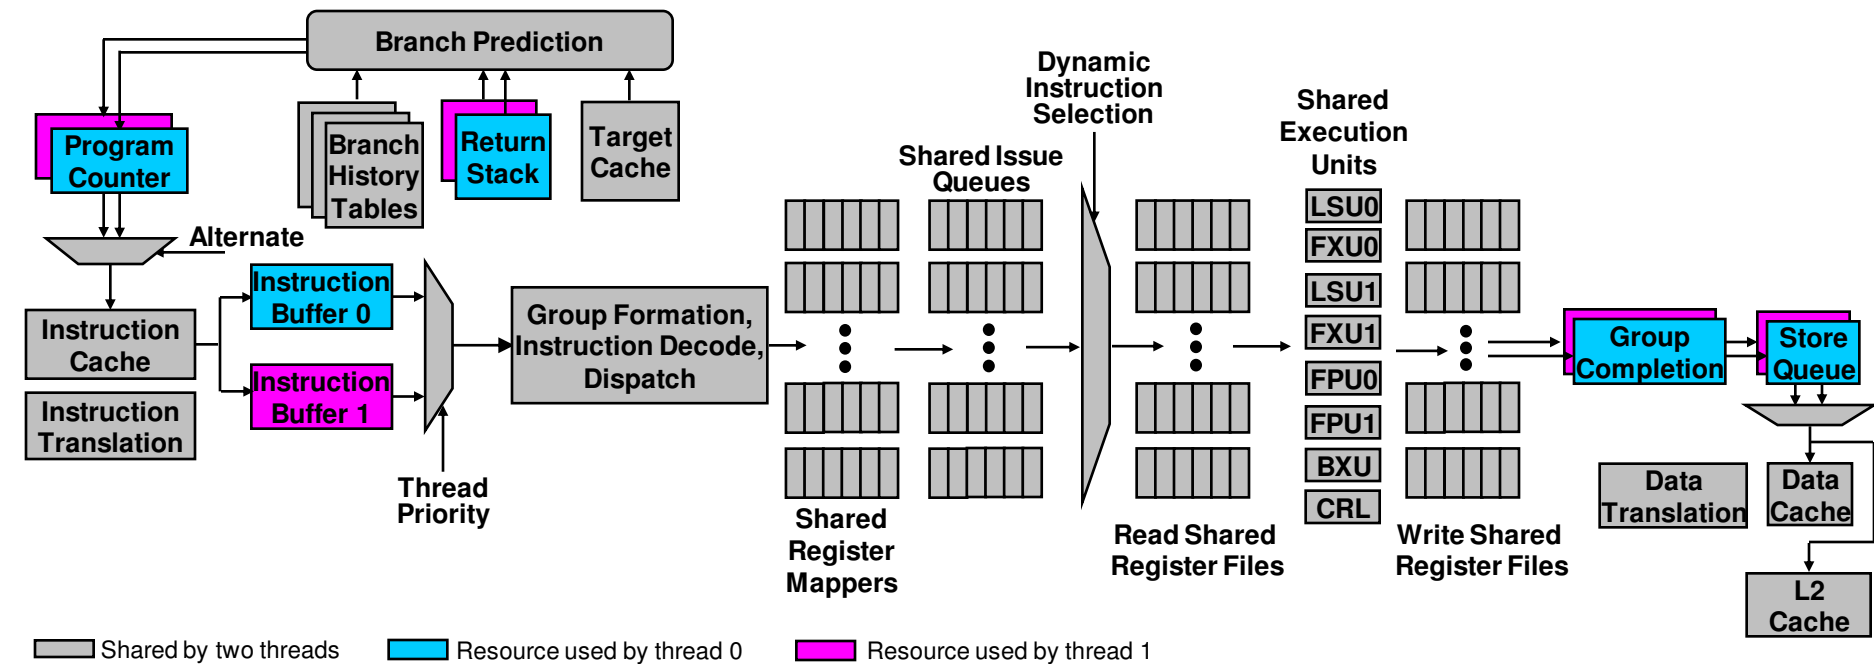 Branch Prediction
Program
Counter
Branch
History
Tables
Return
Stack
Target
Cache
Alternate
Instruction
Cache
Instruction
Translation
Instruction
Buffer 0
Instruction
Buffer 1
Thread
Priority
Group Formation,
Instruction Decode,
Dispatch
Shared
Register
Mappers
Shared Issue
Queues
Dynamic
Instruction
Selection
Read Shared
Register Files
Shared
Execution
Units
LSU0
FXU0
LSU1
FXU1
FPU0
FPU1
BXU
CRL
Write Shared
Register Files
Group
Completion
Store
Queue
Data
Translation
Data
Cache
L2
Cache
Shared by two threads
Resource used by thread 0
Resource used by thread 1